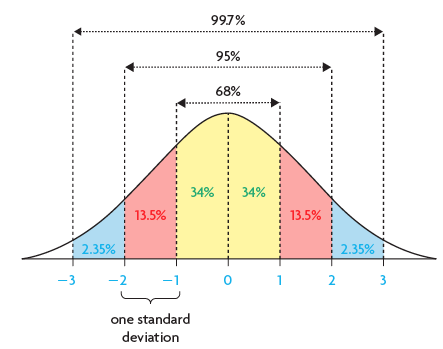 99.7%
95%
68%
34% 34%
13.5% 13.5%
2.35% 2.35%
−3 −2 −1 0 1 2 3
one standard
deviation